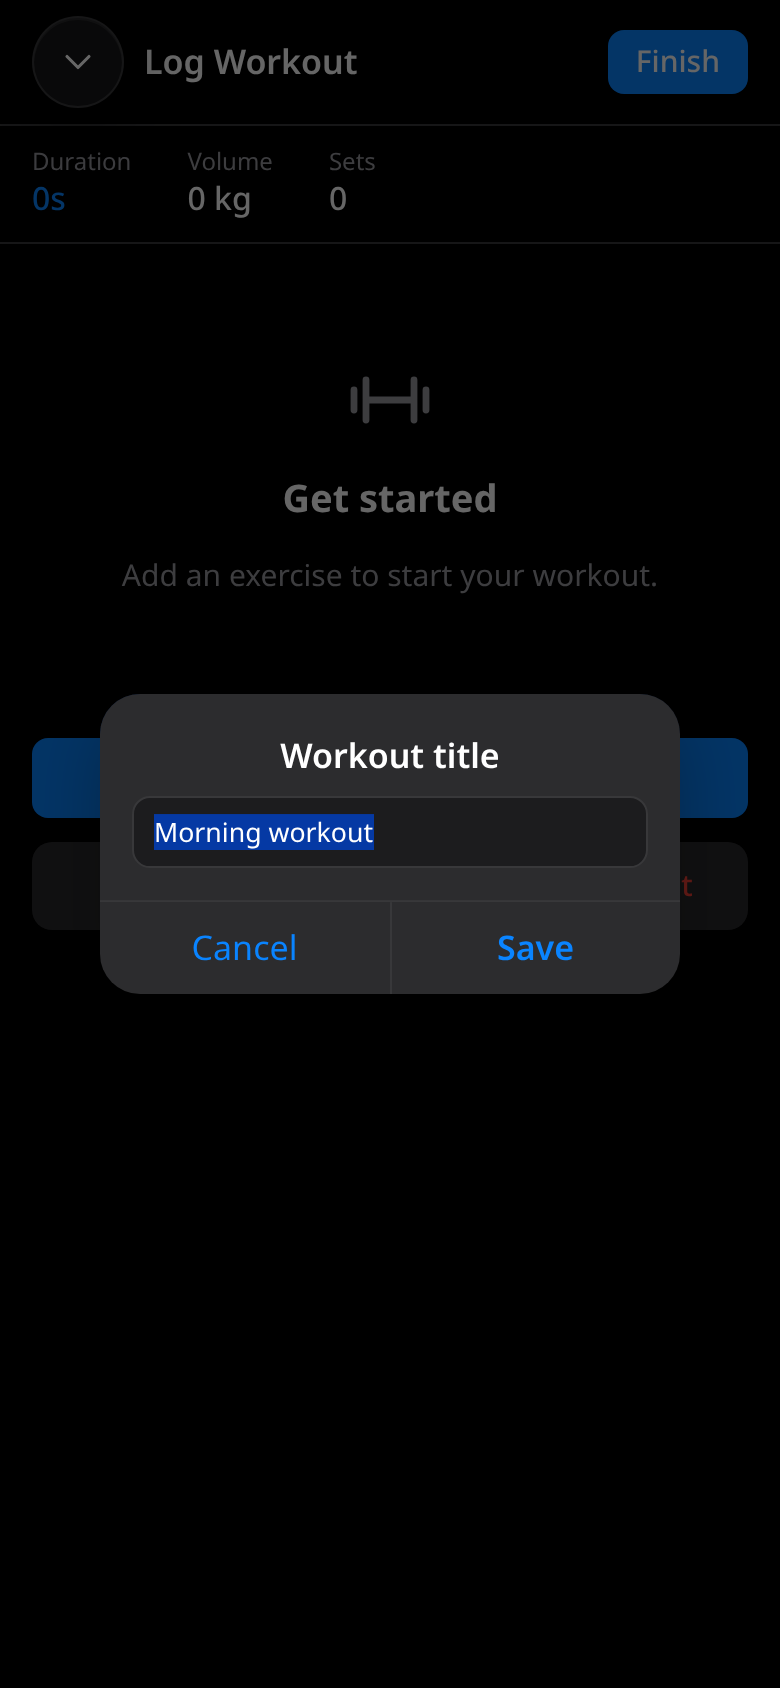 Log Workout
Finish
Duration
Volume
Sets
0s
0 kg
0
Get started
Add an exercise to start your workout.
Workout title
Morning workout
t
Cancel
Save